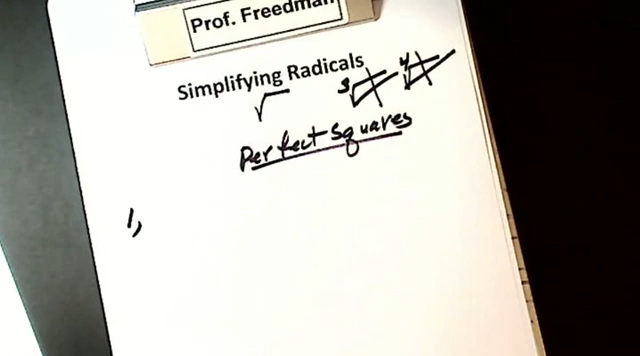 Prof. Freedman
Simplifying Radicals
√ ∛ ∜
Perfect Squares
1,